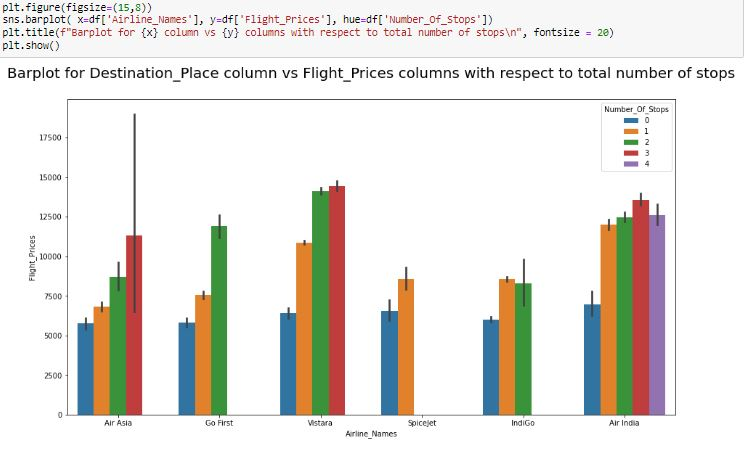 plt.figure(figsize=(15,8))
sns.barplot( x=df['Airline_Names'], y=df['Flight_Prices'], hue=df['Number_Of_Stops'])
plt.title(f"Barplot for {x} column vs {y} columns with respect to total number of stops\n", fontsize = 20)
plt.show()
Barplot for Destination_Place column vs Flight_Prices columns with respect to total number of stops
Number_Of_Stops
0
1
2
3
4
17500
15000
12500
10000
7500
5000
2500
0
Flight_Prices
Air Asia Go First Vistara SpiceJet IndiGo Air India
Airline_Names